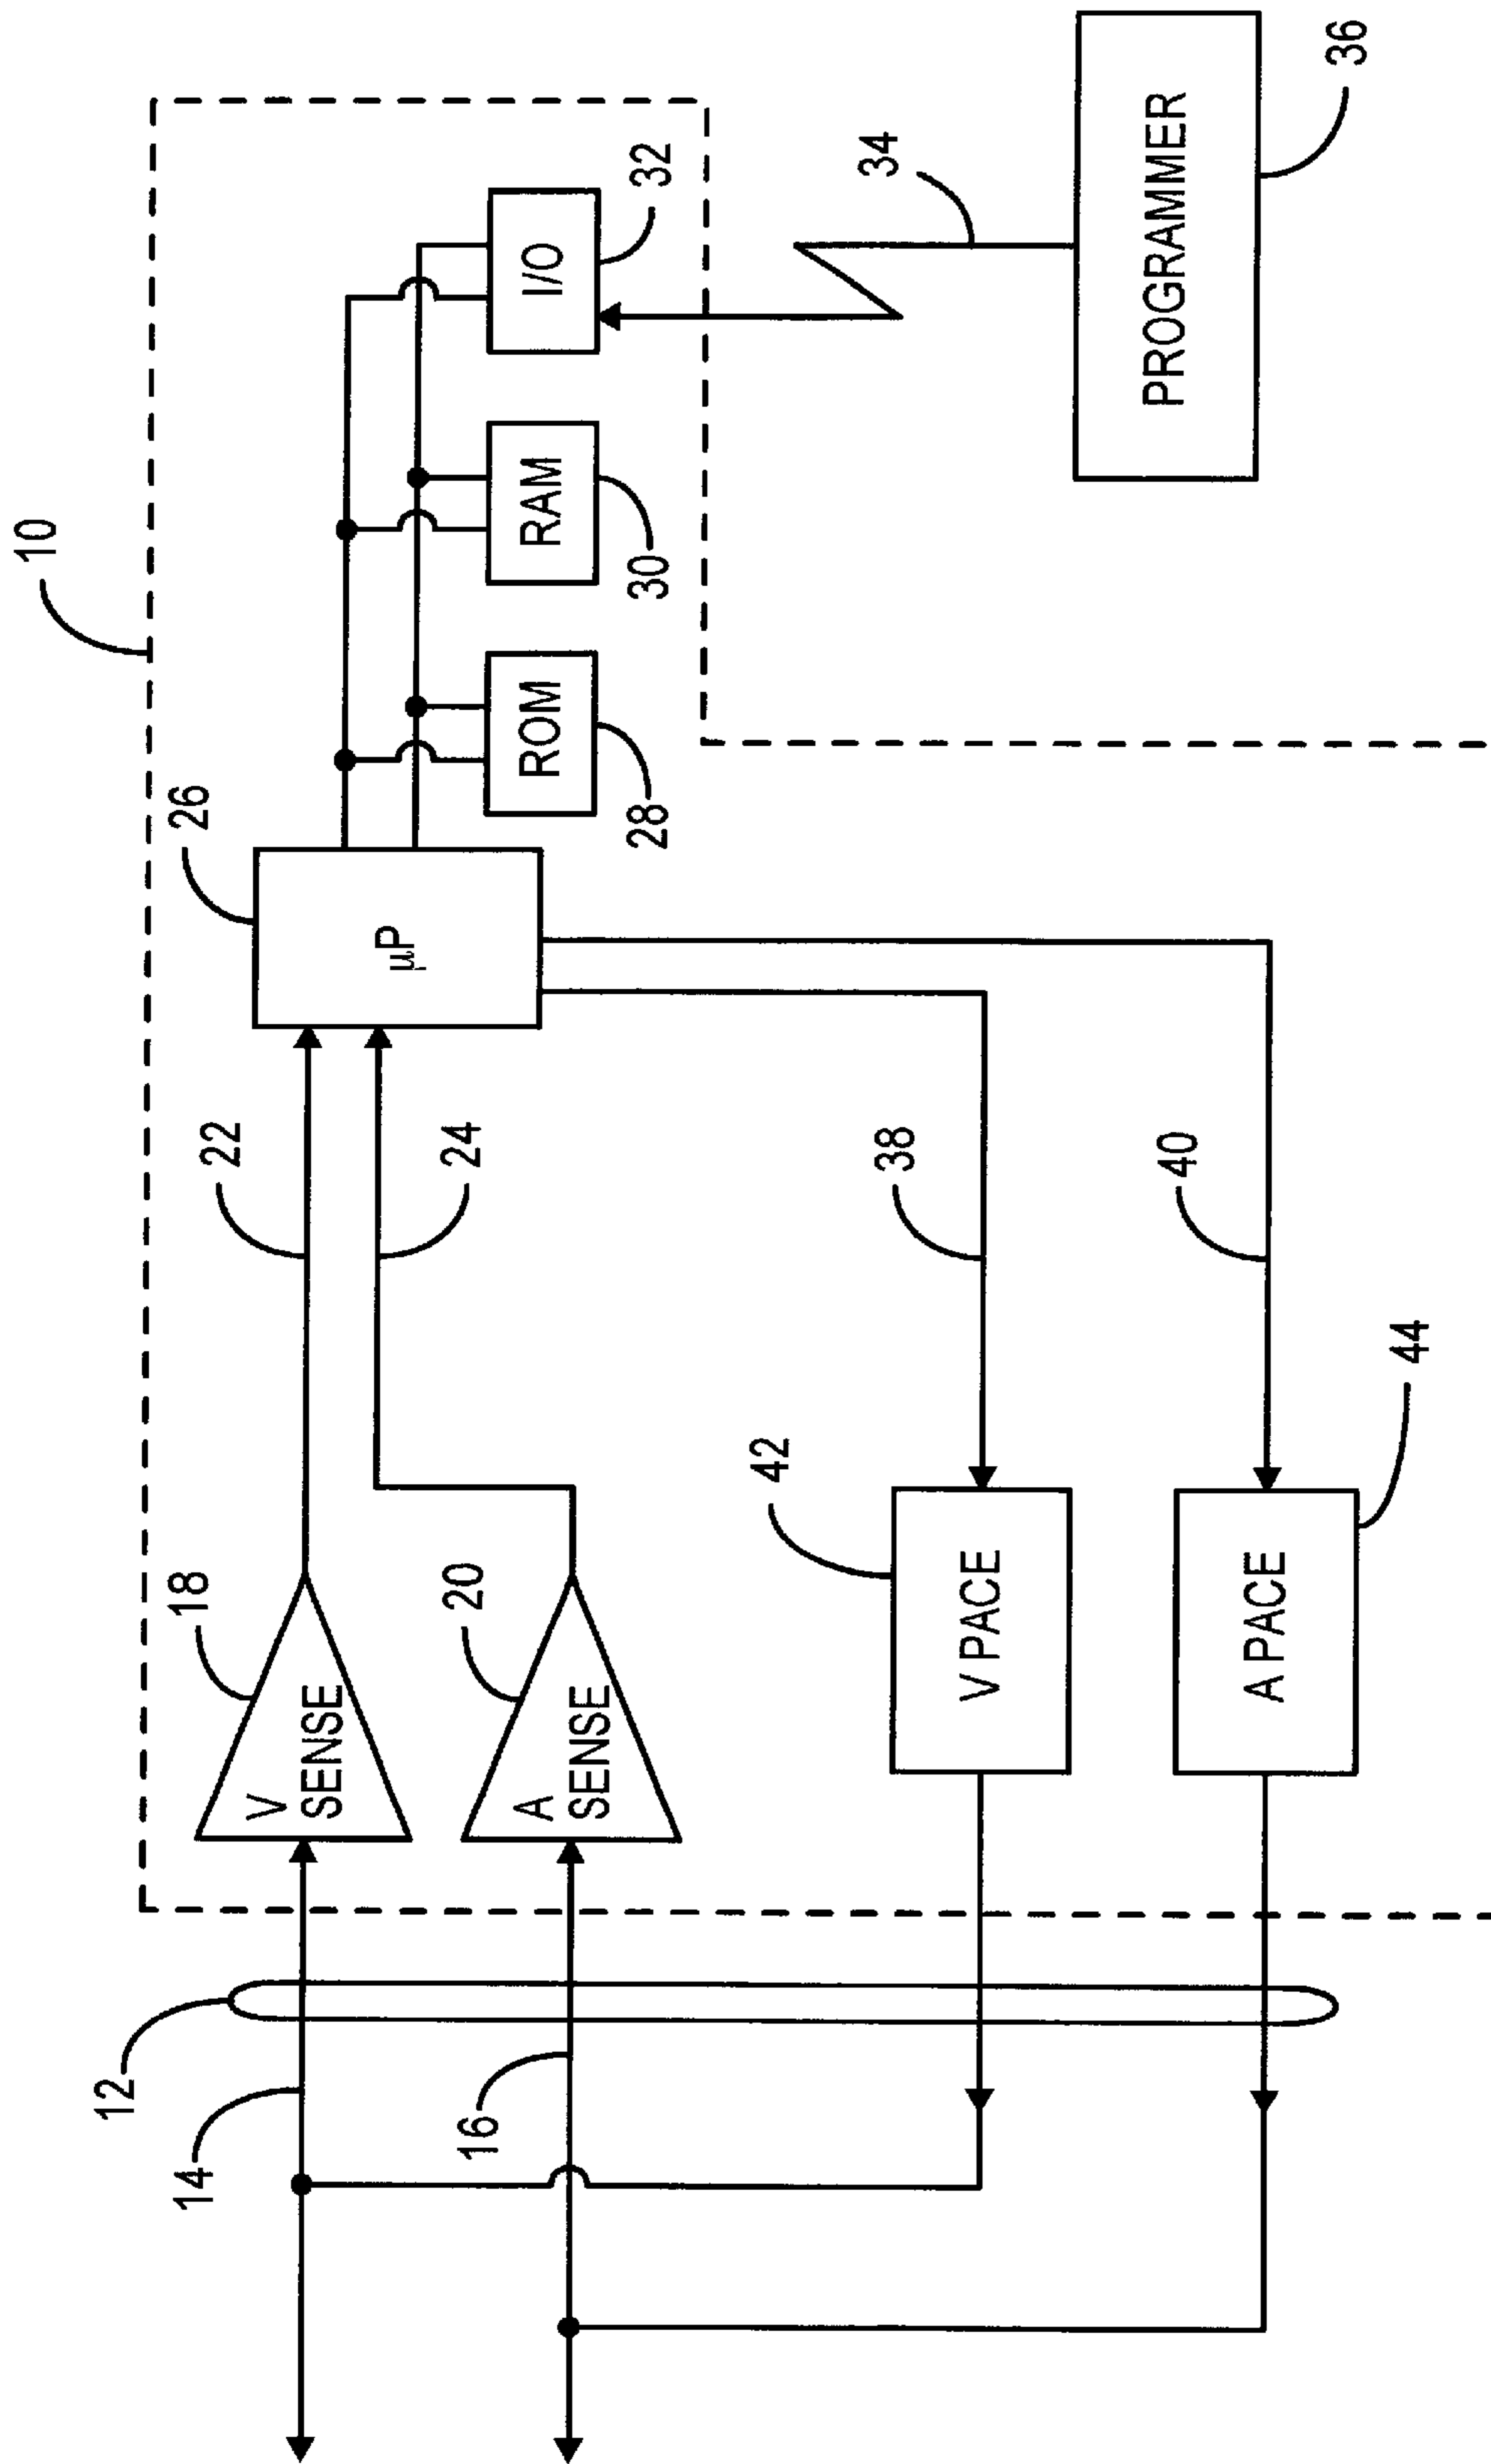 10
26
22
18
V
SENSE
12
14
μP
24
20
A
SENSE
16
ROM
28
RAM
30
I/O
32
34
38
42
V PACE
40
A PACE
44
PROGRAMMER
36